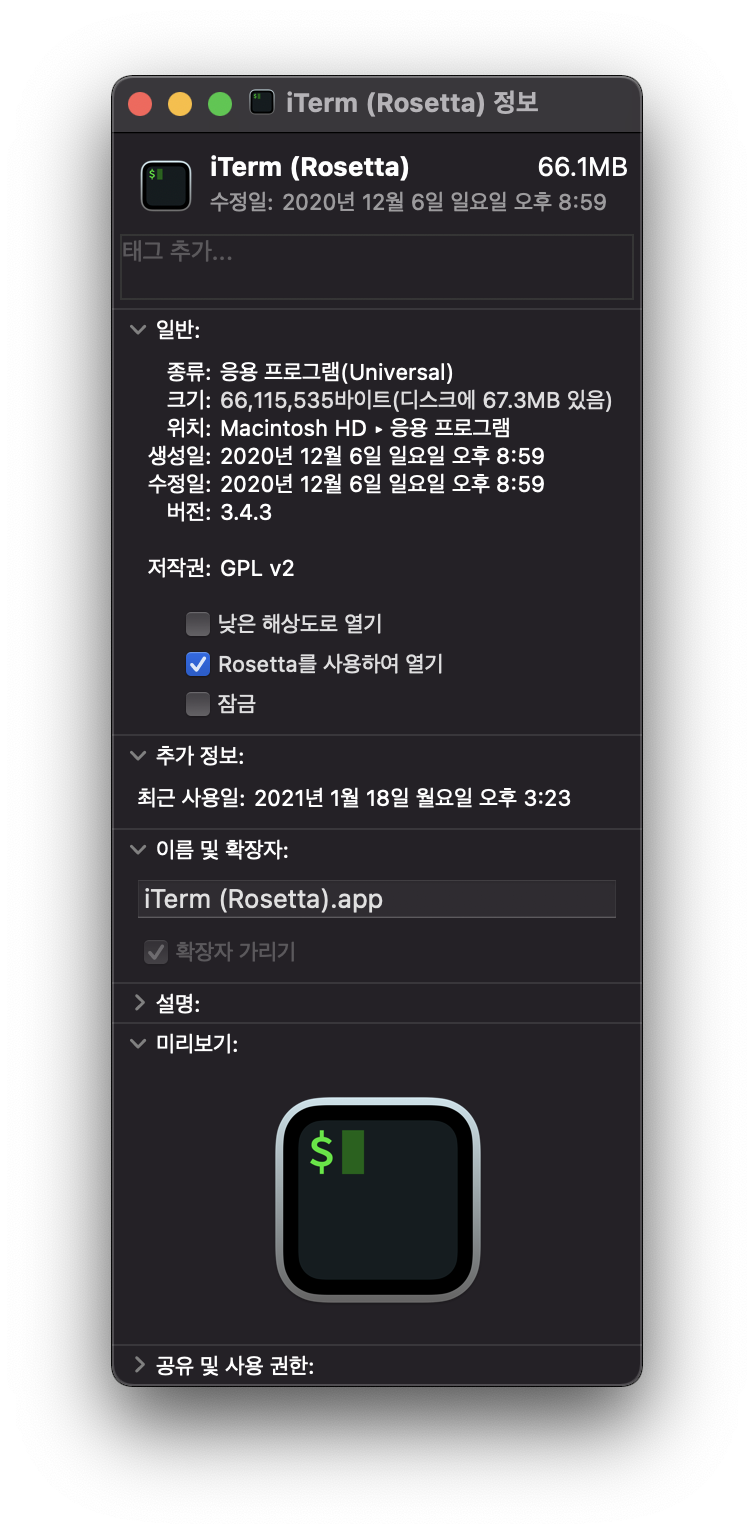 iTerm (Rosetta) 정보
iTerm (Rosetta) 66.1MB
수정일: 2020년 12월 6일 일요일 오후 8:59
태그 추가...
일반:
종류: 응용 프로그램(Universal)
크기: 66,115,535바이트(디스크에 67.3MB 있음)
위치: Macintosh HD ▸ 응용 프로그램
생성일: 2020년 12월 6일 일요일 오후 8:59
수정일: 2020년 12월 6일 일요일 오후 8:59
버전: 3.4.3
저작권: GPL v2
낮은 해상도로 열기
Rosetta를 사용하여 열기
잠금
추가 정보:
최근 사용일: 2021년 1월 18일 월요일 오후 3:23
이름 및 확장자:
iTerm (Rosetta).app
확장자 가리기
설명:
미리보기:
$
공유 및 사용 권한: